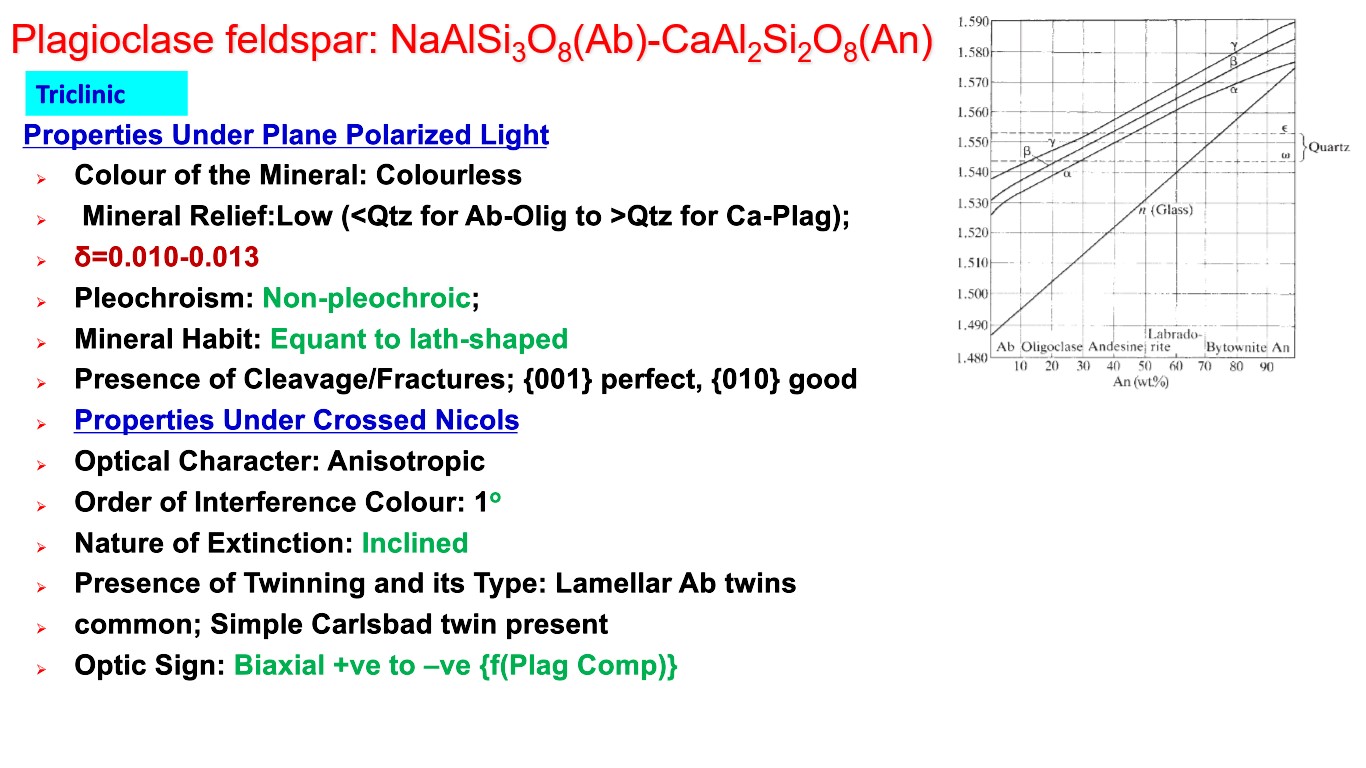 Plagioclase feldspar: NaAlSi₃O₈(Ab)-CaAl₂Si₂O₈(An)
Triclinic
Properties Under Plane Polarized Light
➢ Colour of the Mineral: Colourless
➢ Mineral Relief:Low (<Qtz for Ab-Olig to >Qtz for Ca-Plag);
➢ δ=0.010-0.013
➢ Pleochroism: Non-pleochroic;
➢ Mineral Habit: Equant to lath-shaped
➢ Presence of Cleavage/Fractures; {001} perfect, {010} good
➢ Properties Under Crossed Nicols
➢ Optical Character: Anisotropic
➢ Order of Interference Colour: 1°
➢ Nature of Extinction: Inclined
➢ Presence of Twinning and its Type: Lamellar Ab twins
➢ common; Simple Carlsbad twin present
➢ Optic Sign: Biaxial +ve to –ve {f(Plag Comp)}
1.590
1.580
1.570
1.560
1.550
1.540
1.530
1.520
1.510
1.500
1.490
1.480
γ
β
α
γ
β
α
ϵ
ω
Quartz
n (Glass)
Ab Oligoclase Andesine Labrado-
rite Bytownite An
10 20 30 40 50 60 70 80 90
An (wt.%)